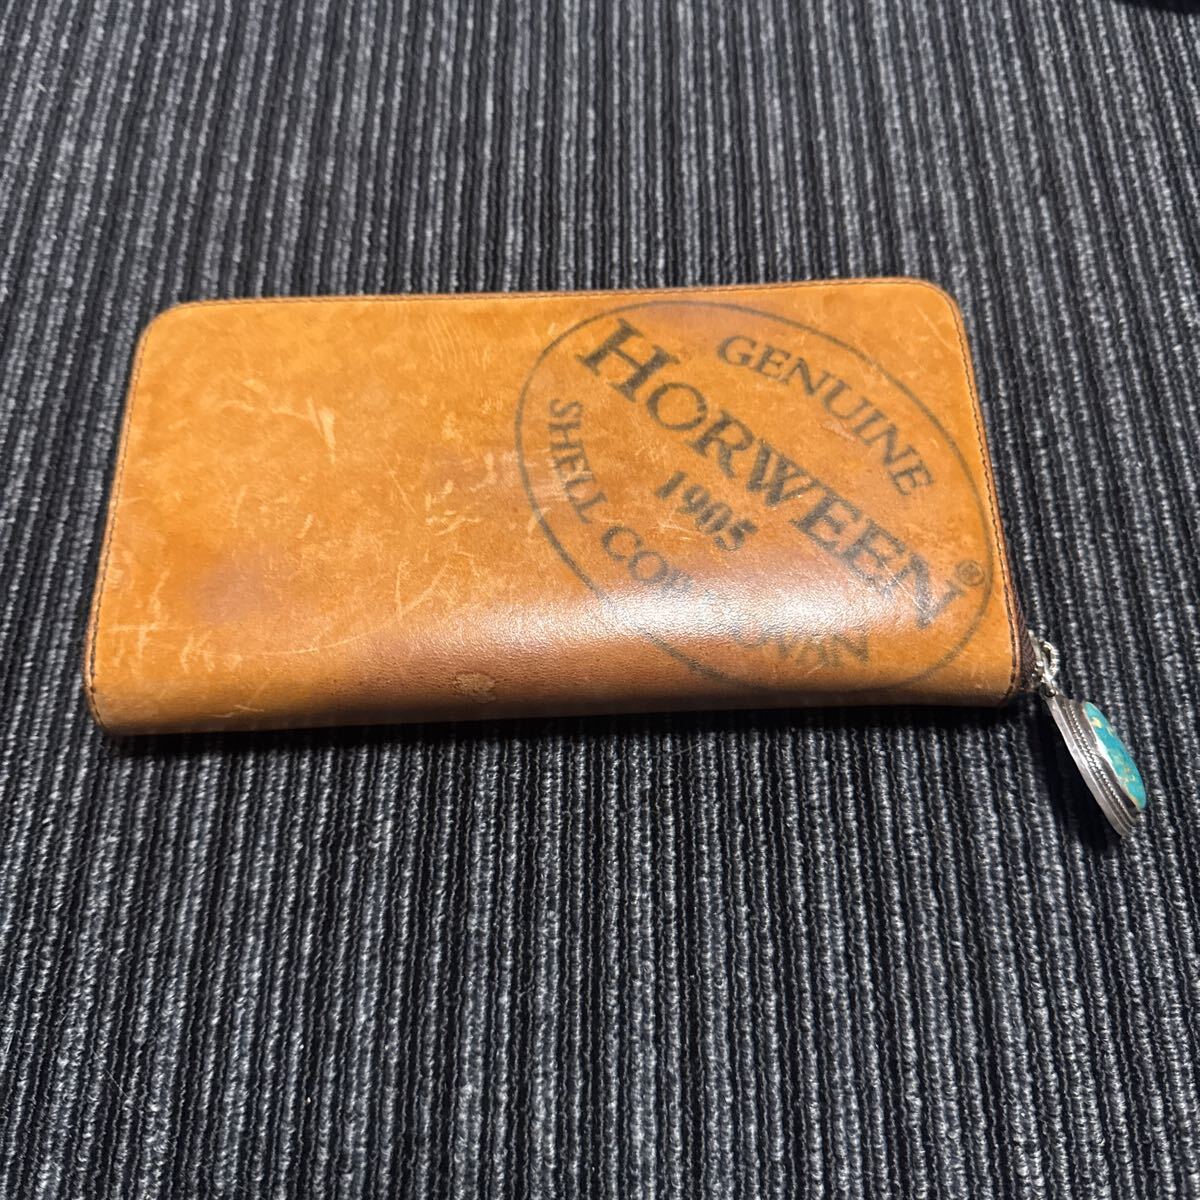 GENUINE
HORWEEN®
1905
SHELL CORDOVAN